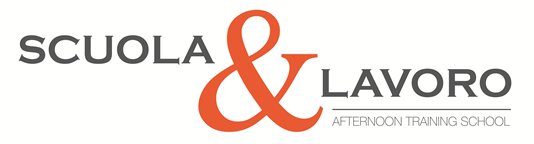 SCUOLA
&
LAVORO
AFTERNOON TRAINING SCHOOL